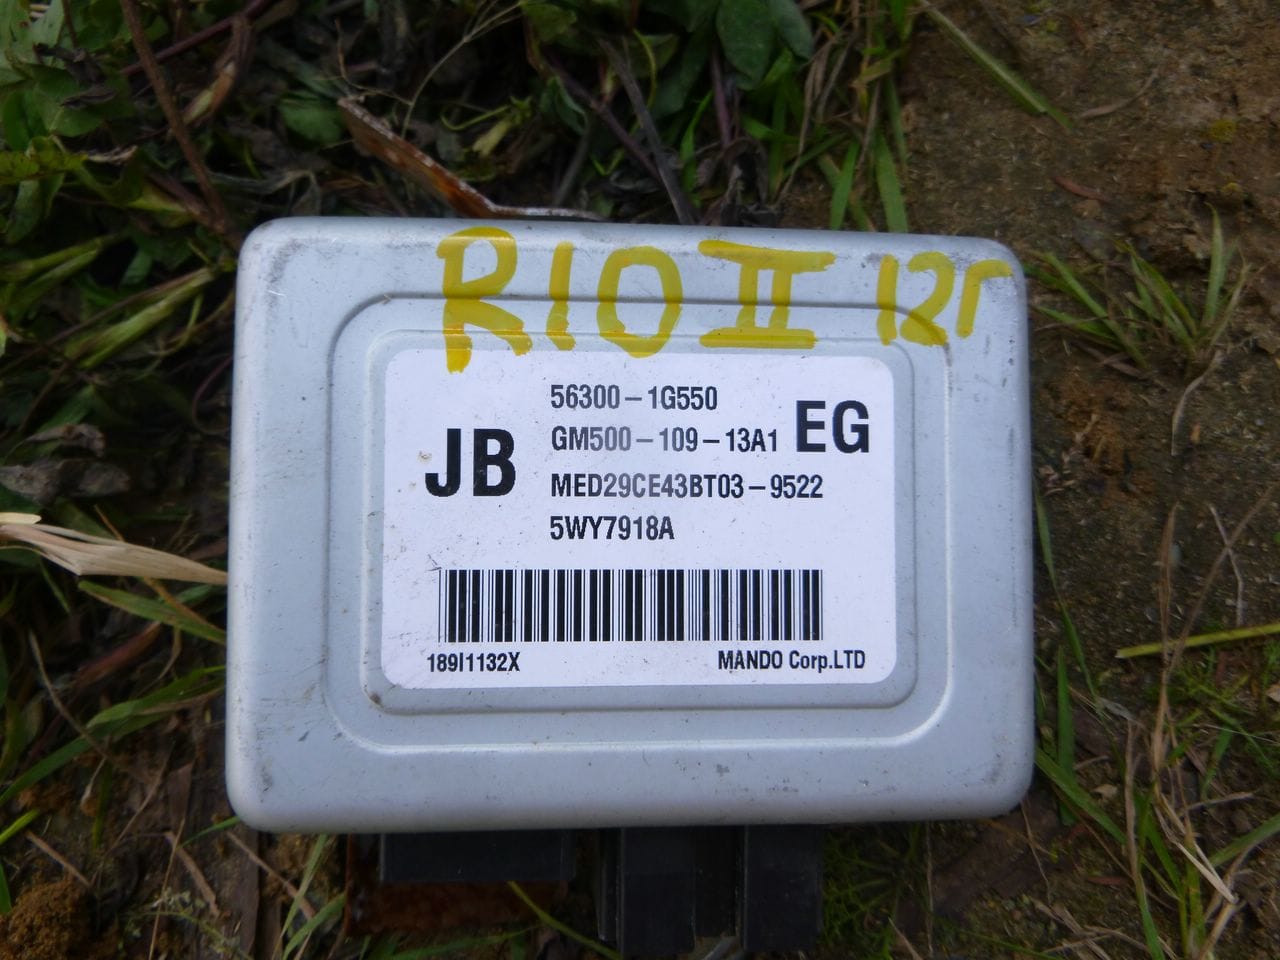 RIO II 12г
56300-1G550
JB GM500-109-13A1 EG
MED29CE43BT03-9522
5WY7918A
189I1132X MANDO Corp.LTD